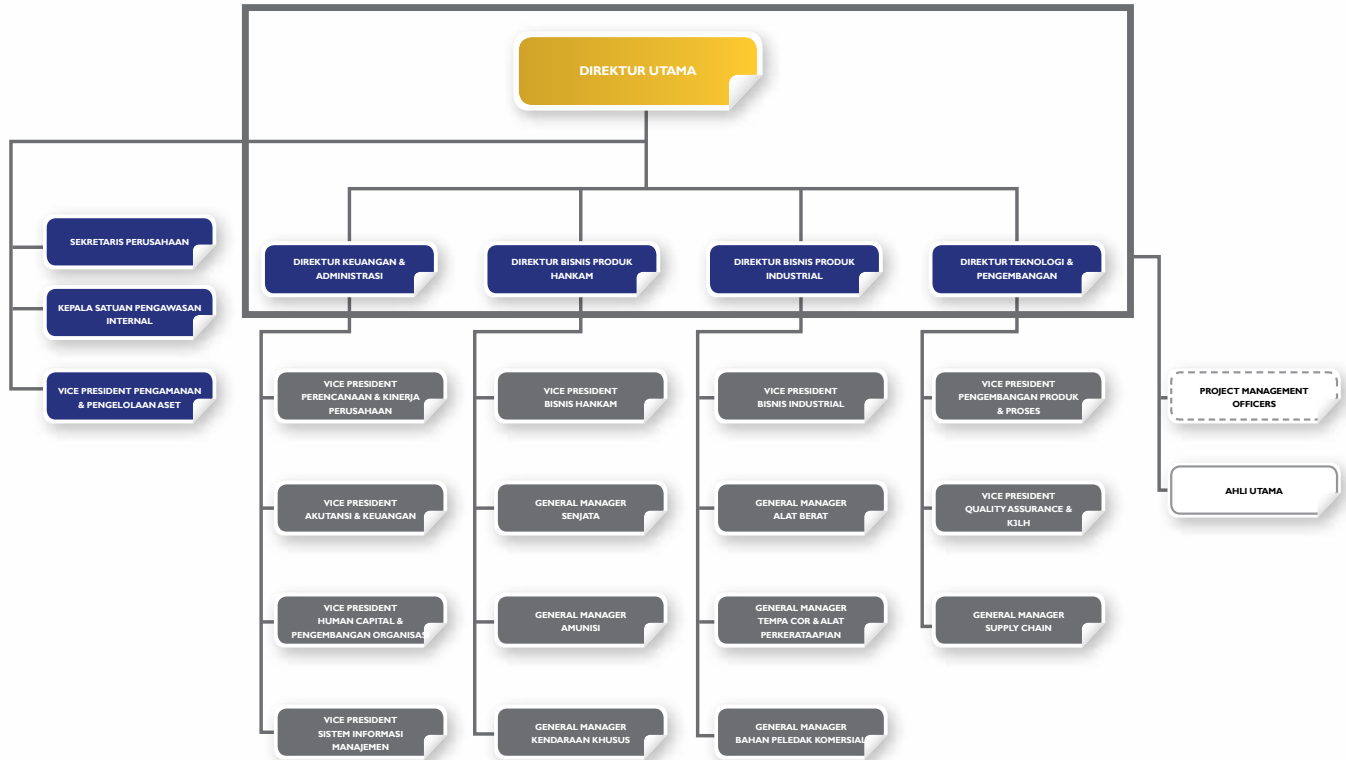 DIREKTUR UTAMA
SEKRETARIS PERUSAHAAN
KEPALA SATUAN PENGAWASAN
INTERNAL
VICE PRESIDENT PENGAMANAN
& PENGELOLAAN ASET
DIREKTUR KEUANGAN &
ADMINISTRASI
DIREKTUR BISNIS PRODUK
HANKAM
DIREKTUR BISNIS PRODUK
INDUSTRIAL
DIREKTUR TEKNOLOGI &
PENGEMBANGAN
VICE PRESIDENT
PERENCANAAN & KINERJA
PERUSAHAAN
VICE PRESIDENT
AKUTANSI & KEUANGAN
VICE PRESIDENT
HUMAN CAPITAL &
PENGEMBANGAN ORGANISAS
VICE PRESIDENT
SISTEM INFORMASI
MANAJEMEN
VICE PRESIDENT
BISNIS HANKAM
GENERAL MANAGER
SENJATA
GENERAL MANAGER
AMUNISI
GENERAL MANAGER
KENDARAAN KHUSUS
VICE PRESIDENT
BISNIS INDUSTRIAL
GENERAL MANAGER
ALAT BERAT
GENERAL MANAGER
TEMPA COR & ALAT
PERKERATAAPIAN
GENERAL MANAGER
BAHAN PELEDAK KOMERSIAL
VICE PRESIDENT
PENGEMBANGAN PRODUK
& PROSES
VICE PRESIDENT
QUALITY ASSURANCE &
K3LH
GENERAL MANAGER
SUPPLY CHAIN
PROJECT MANAGEMENT
OFFICERS
AHLI UTAMA